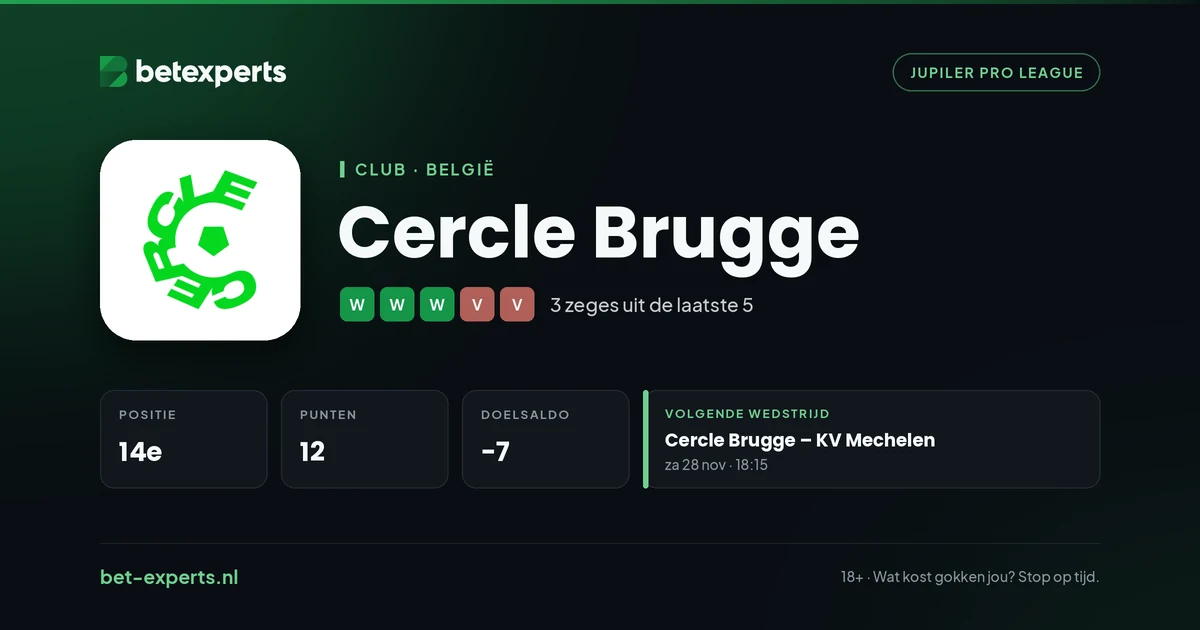 betexperts
JUPILER PRO LEAGUE
CERCLE
CLUB · BELGIË
Cercle Brugge
W W W V V 3 zeges uit de laatste 5
POSITIE
14e
PUNTEN
12
DOELSALDO
-7
VOLGENDE WEDSTRIJD
Cercle Brugge – KV Mechelen
za 28 nov · 18:15
bet-experts.nl
18+ · Wat kost gokken jou? Stop op tijd.